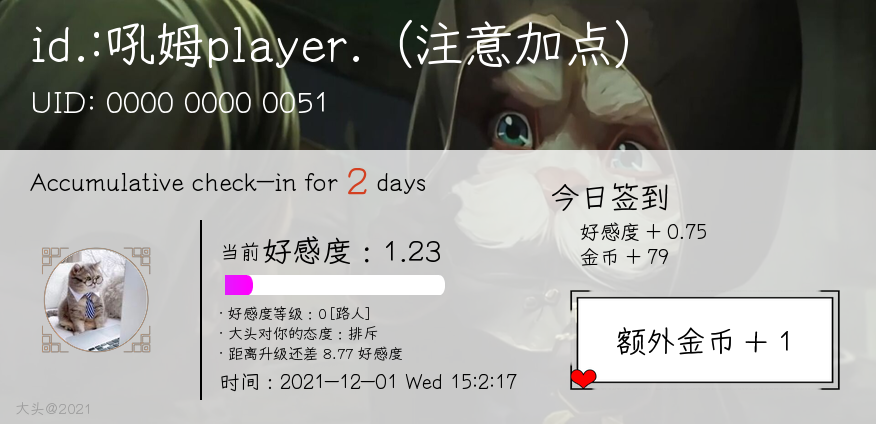 id.:吼姆player.（注意加点）
UID: 0000 0000 0051
Accumulative check-in for 2 days
今日签到
好感度 + 0.75
金币 + 79
当前好感度：1.23
· 好感度等级：0 [路人]
· 大头对你的态度：排斥
· 距离升级还差 8.77 好感度
时间：2021-12-01 Wed 15:2:17
额外金币 + 1
大头@2021